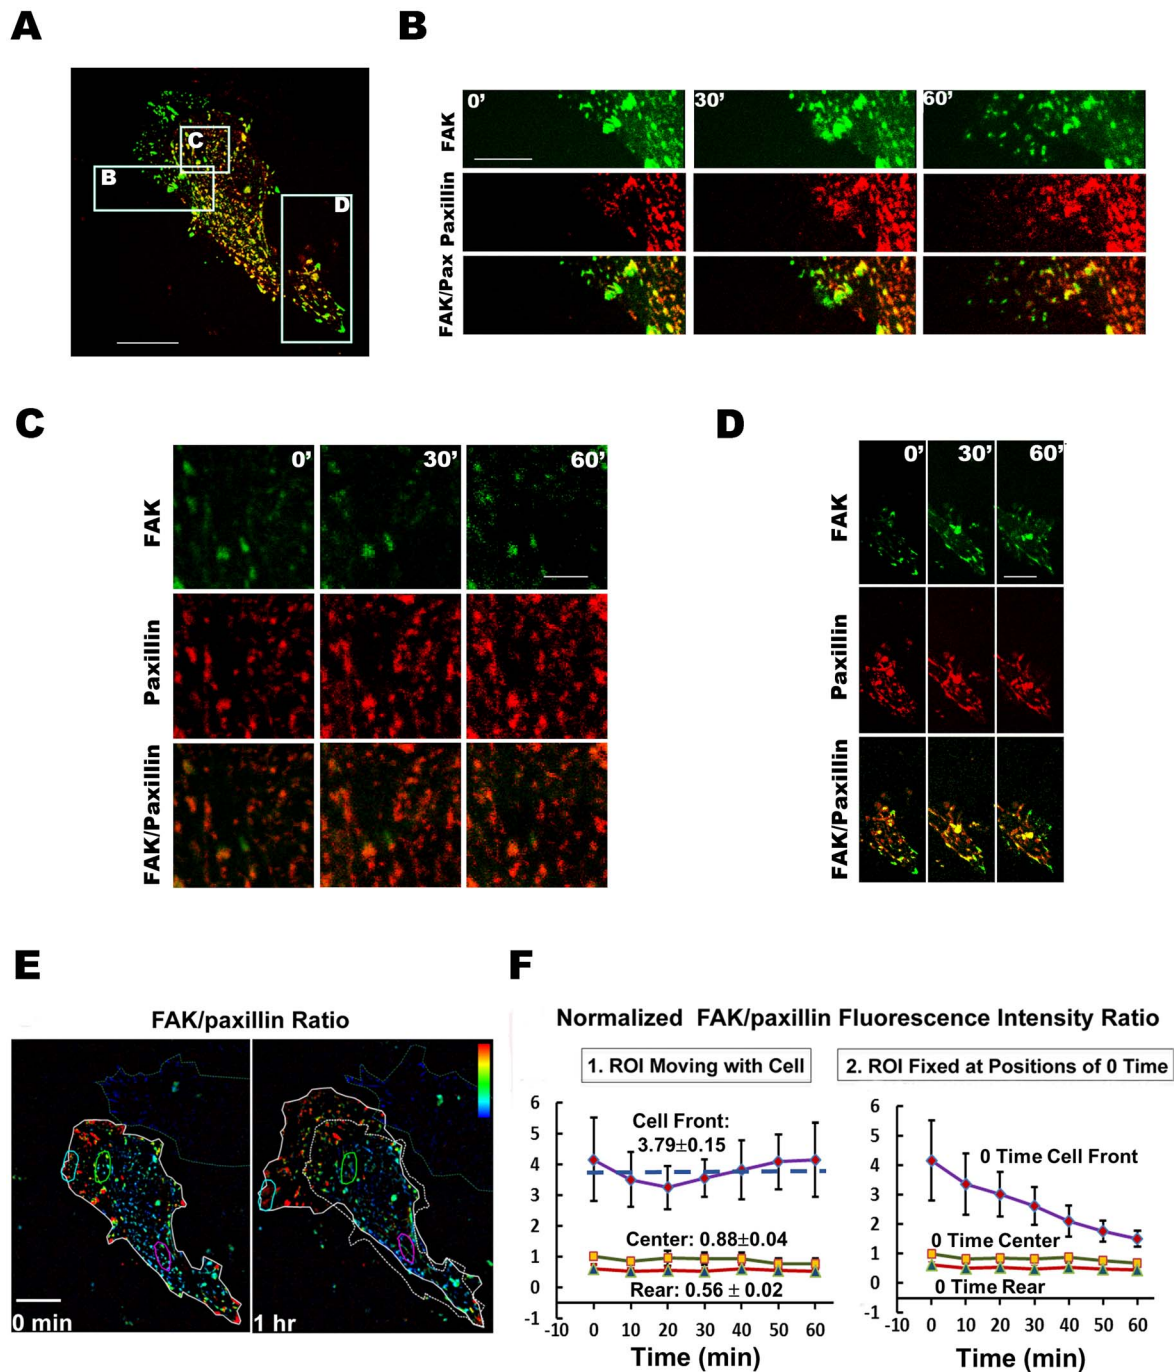 A
B
C
B
D
0’
30’
60’
FAK
Paxillin
FAK/Pax
C
0’
30’
60’
FAK
Paxillin
FAK/Paxillin
D
0’
30’
60’
FAK
Paxillin
FAK/Paxillin
E
FAK/paxillin Ratio
0 min
1 hr
F
Normalized FAK/paxillin Fluorescence Intensity Ratio
1. ROI Moving with Cell
6
5
4
3
2
1
0
-1
Cell Front:
3.79±0.15
Center: 0.88±0.04
Rear: 0.56 ± 0.02
-10 0 10 20 30 40 50 60
Time (min)
2. ROI Fixed at Positions of 0 Time
6
5
4
3
2
1
0
-1
0 Time Cell Front
0 Time Center
0 Time Rear
-10 0 10 20 30 40 50 60
Time (min)